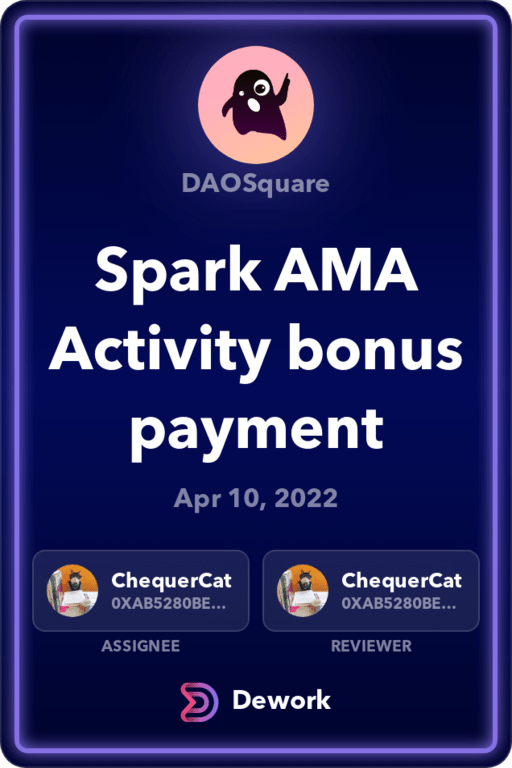 DAOSquare
Spark AMA
Activity bonus
payment
Apr 10, 2022
ChequerCat
0XAB5280BE...
ASSIGNEE
ChequerCat
0XAB5280BE...
REVIEWER
Dework